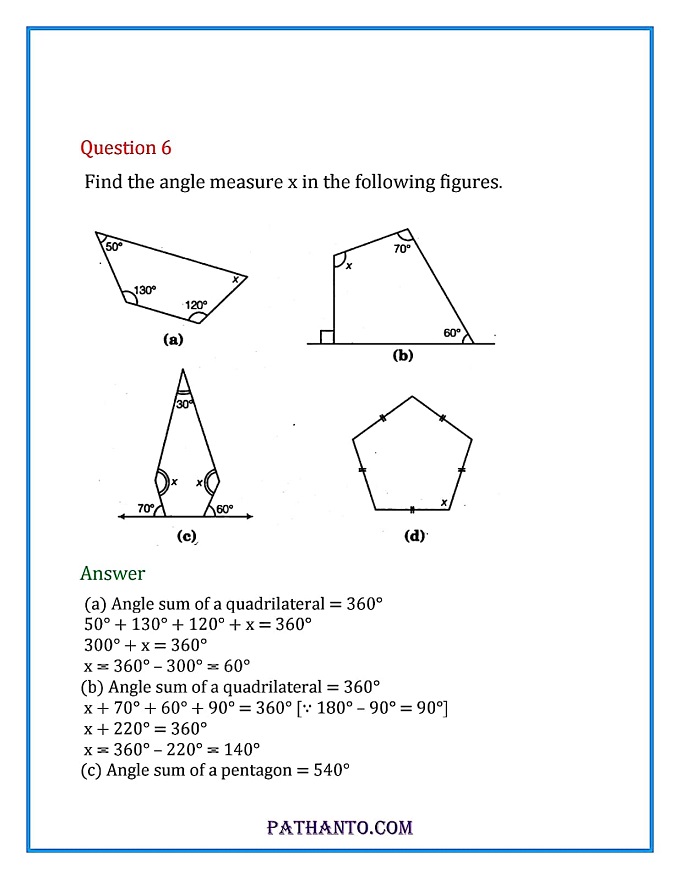 Question 6
Find the angle measure x in the following figures.
50°
x
130°
120°
(a)
70°
x
60°
(b)
30°
x
x
70°
60°
(c)
x
(d)
Answer
(a) Angle sum of a quadrilateral = 360°
50° + 130° + 120° + x = 360°
300° + x = 360°
x = 360° – 300° = 60°
(b) Angle sum of a quadrilateral = 360°
x + 70° + 60° + 90° = 360° [∵ 180° – 90° = 90°]
x + 220° = 360°
x = 360° – 220° = 140°
(c) Angle sum of a pentagon = 540°
PATHANTO.COM